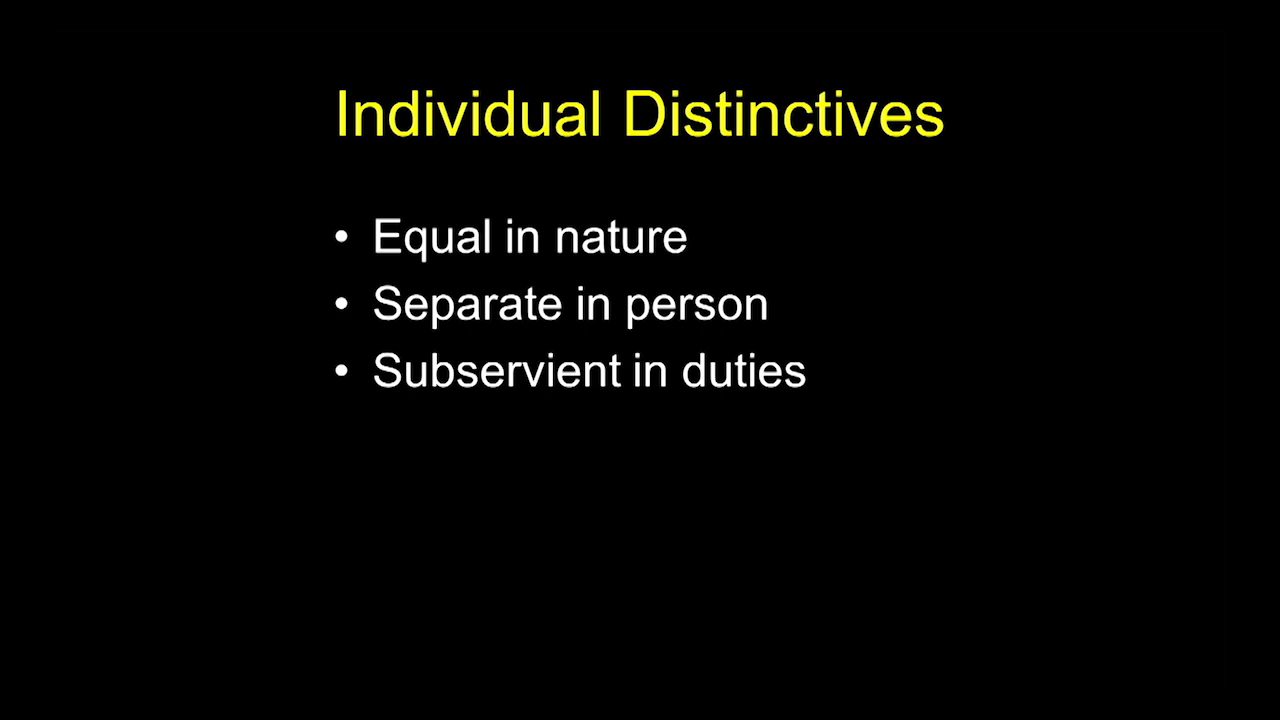 Individual Distinctives
• Equal in nature
• Separate in person
• Subservient in duties